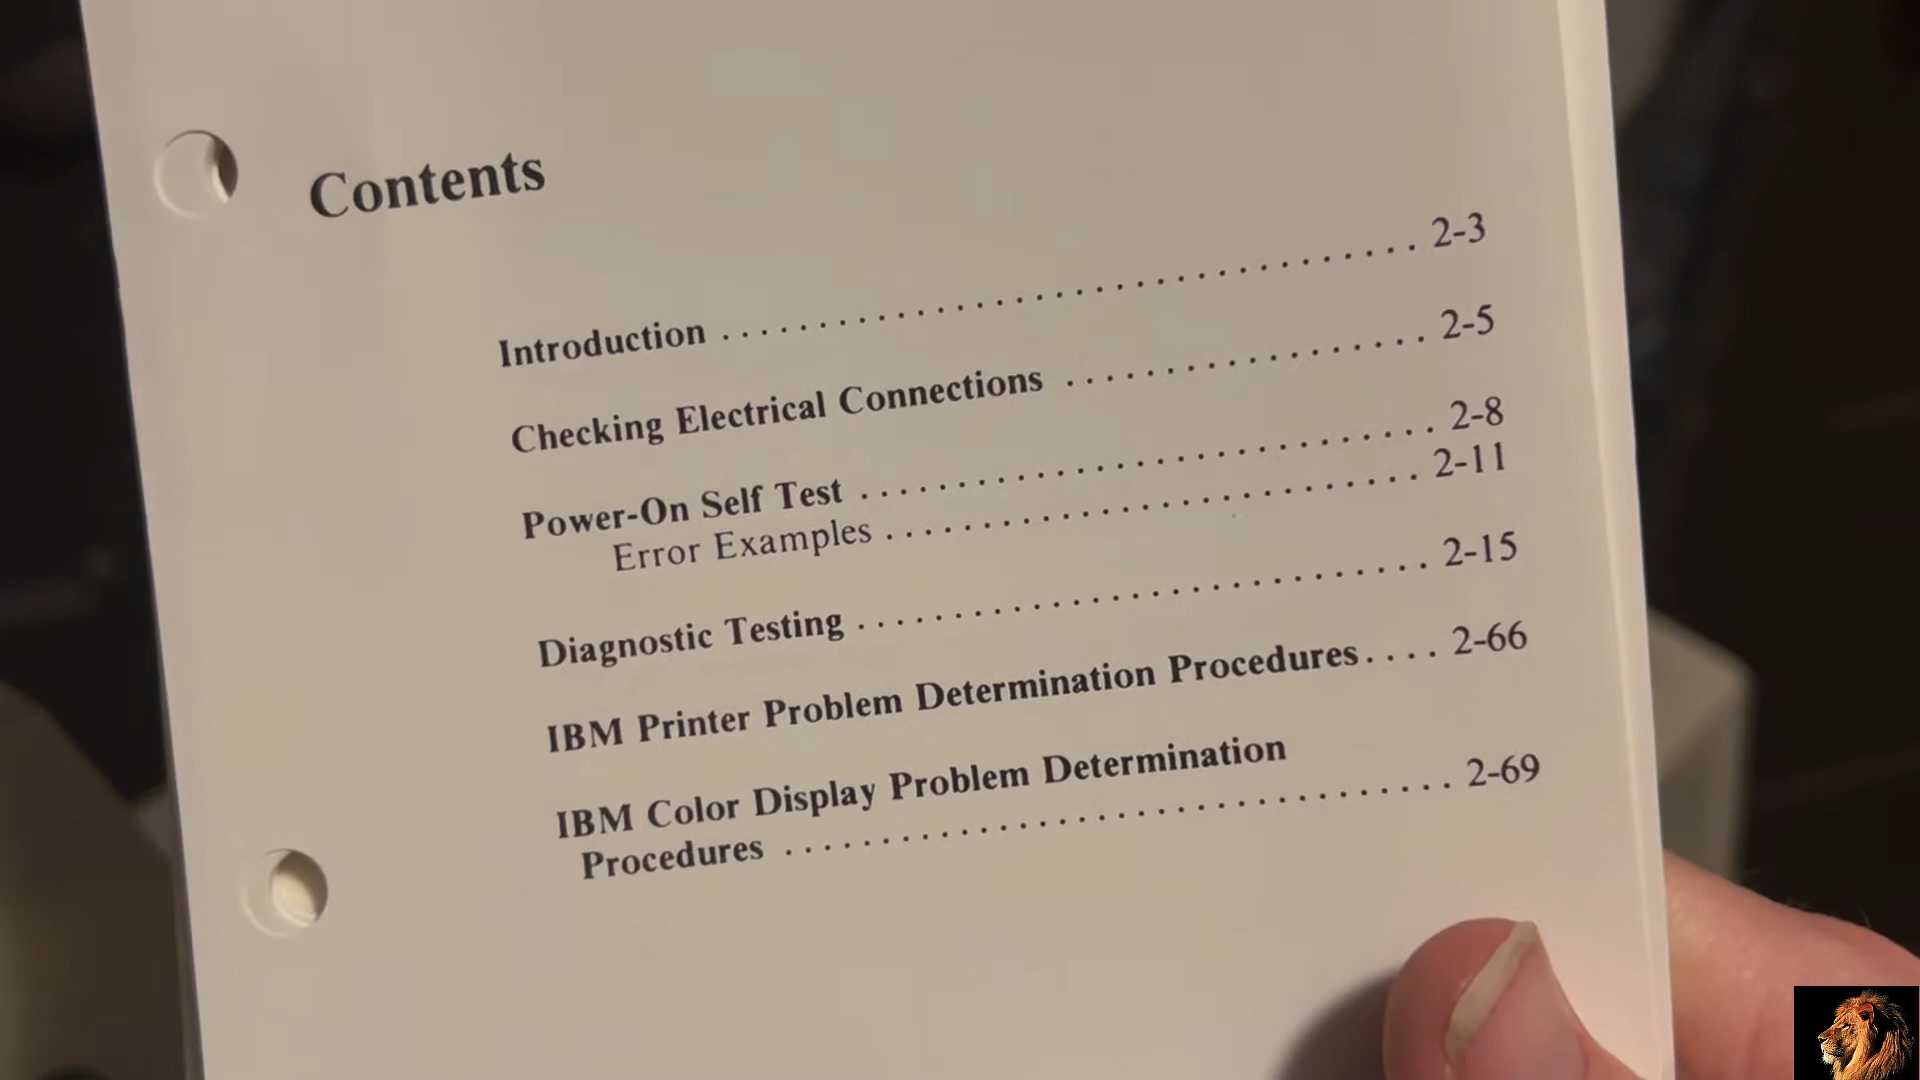 Contents
Introduction . . . . . . . . . . . . . . . . . . . . . . . . . . . . . . . . . . . . 2-3
Checking Electrical Connections . . . . . . . . . . . . . . . . . . 2-5
Power-On Self Test . . . . . . . . . . . . . . . . . . . . . . . . . . . . . . 2-8
Error Examples . . . . . . . . . . . . . . . . . . . . . . . . . . . . 2-11
Diagnostic Testing . . . . . . . . . . . . . . . . . . . . . . . . . . . . . 2-15
IBM Printer Problem Determination Procedures. . . . 2-66
IBM Color Display Problem Determination
Procedures . . . . . . . . . . . . . . . . . . . . . . . . . . . . . . . . . . 2-69